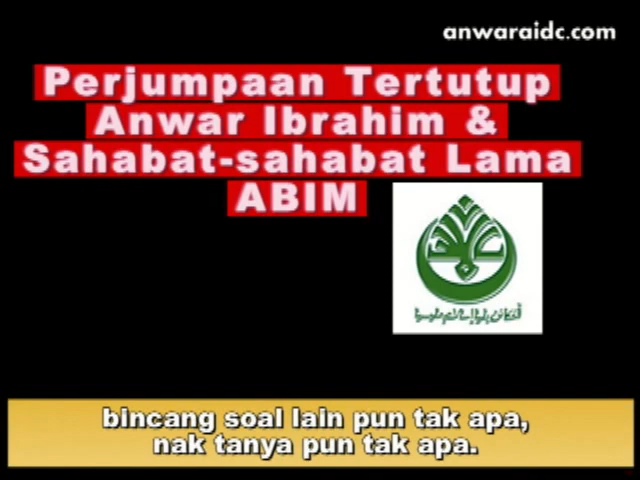 anwaraidc.com
Perjumpaan Tertutup
Anwar Ibrahim &
Sahabat-sahabat Lama
ABIM
bincang soal lain pun tak apa,
nak tanya pun tak apa.